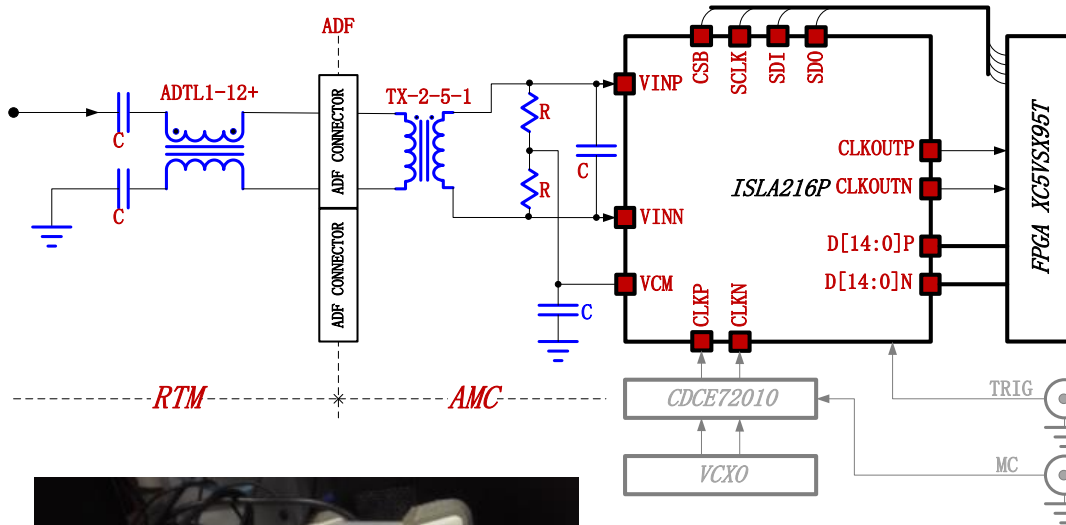 ADF
ADTL1-12+
TX-2-5-1
C
C
ADF CONNECTOR
ADF CONNECTOR
R
R
C
C
VINP
VINN
VCM
CSB
SCLK
SDI
SDO
CLKP
CLKN
ISLA216P
CLKOUTP
CLKOUTN
D[14:0]P
D[14:0]N
FPGA XC5VSX95T
RTM
AMC
CDCE72010
VCXO
TRIG
MC